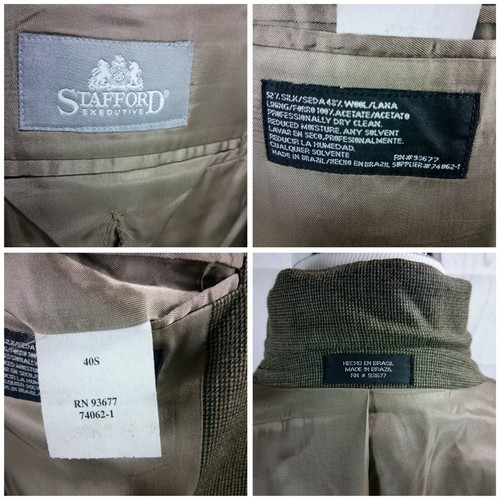 STAFFORD
EXECUTIVE
52% SILK/SEDA 48% WOOL/LANA
LINING/FORRO 100% ACETATE/ACETATO
PROFESSIONALLY DRY CLEAN.
REDUCED MOISTURE. ANY SOLVENT
LAVAR EN SECO, PROFESIONALMENTE.
REDUCIR LA HUMEDAD.
CUALQUIER SOLVENTE RN# 93677
MADE IN BRAZIL/HECHO EN BRAZIL SUPPLIER#74062-1
40S
RN 93677
74062-1
HECHO EN BRASIL
MADE IN BRAZIL
RN # 93677